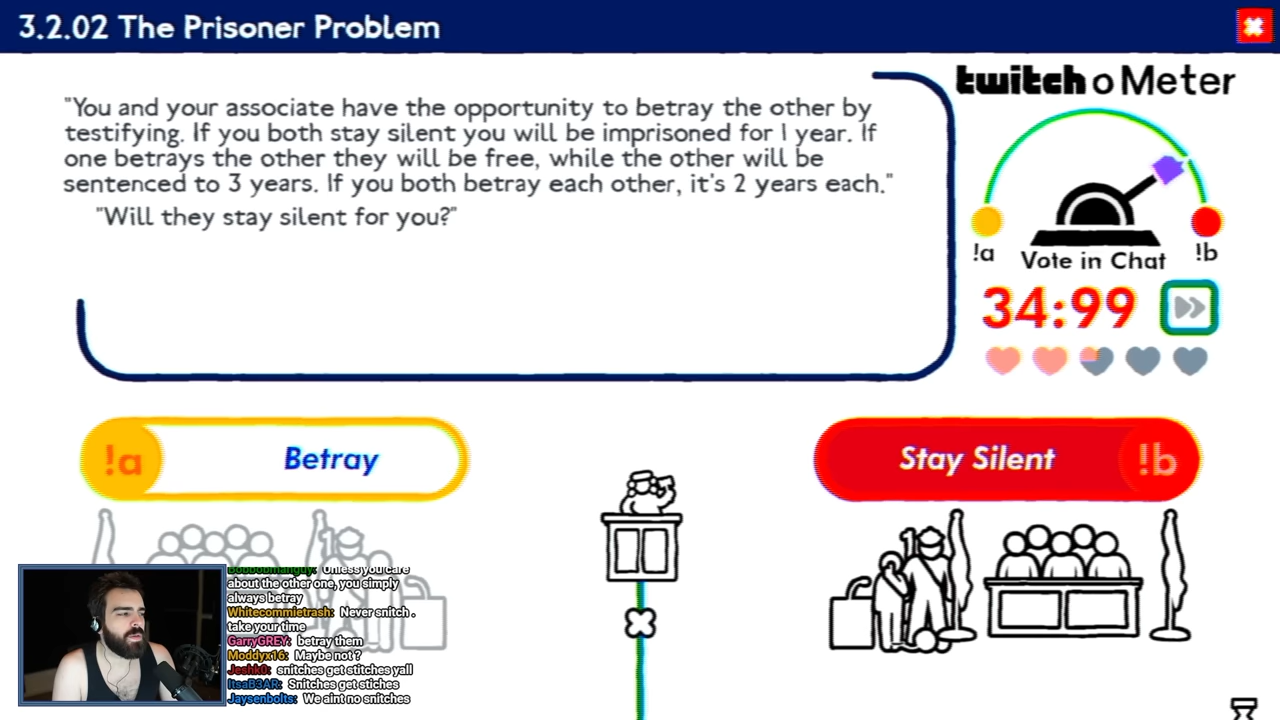 3.2.02 The Prisoner Problem
"You and your associate have the opportunity to betray the other by
testifying. If you both stay silent you will be imprisoned for 1 year. If
one betrays the other they will be free, while the other will be
sentenced to 3 years. If you both betray each other, it's 2 years each."
"Will they stay silent for you?"
twitch o Meter
!a
!b
Vote in Chat
34:99
!a Betray
Stay Silent !b
Unless you care
about the other one, you simply
always betray
Whitecommietrash: Never snitch .
take your time
GarryGREY: betray them
Moddyx16: Maybe not ?
Jeshk0: snitches get stitches yall
ItsaB3AR: Snitches get stiches
Jaysenbolts: We aint no snitches